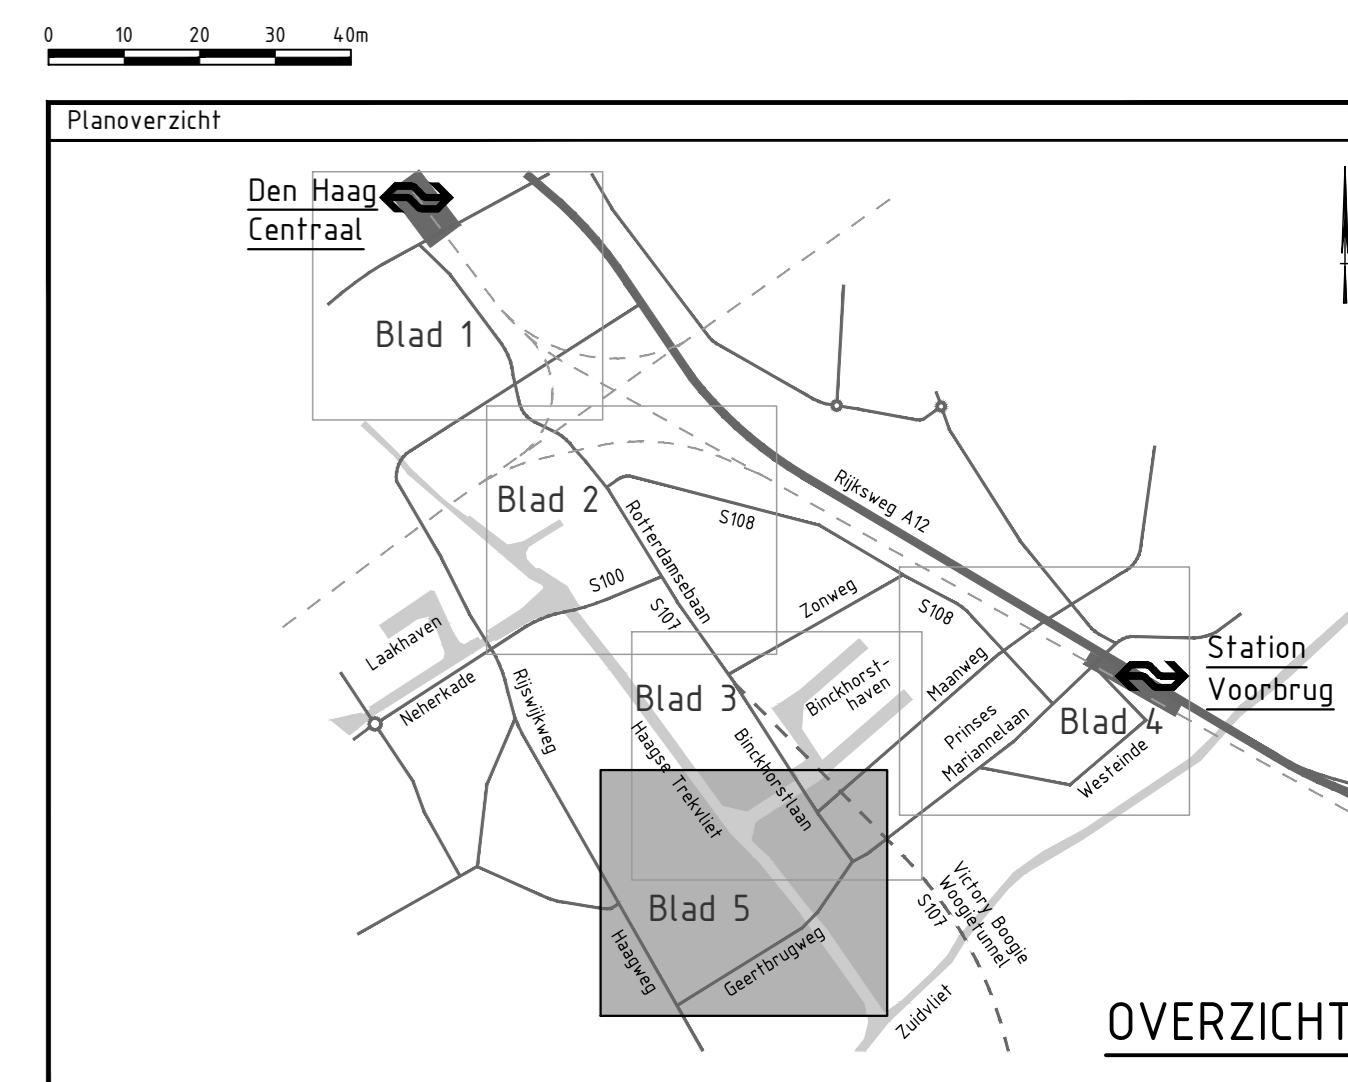 0 10 20 30 40m
Planoverzicht
Den Haag
Centraal
Blad 1
Rijksweg A12
Blad 2
S108
Rotterdamsebaan
S100
S107
Zonweg
S108
Laakhaven
Neherkade
Rijswijkweg
Blad 3
Binckhorst-
haven
Maanweg
Station
Voorbrug
Prinses
Mariannelaan
Blad 4
Westeinde
Haagse Trekvliet
Binckhorstlaan
Blad 5
Haagweg
Geertbrugweg
Victory Boogie
Woogietunnel
S107
Zuidvliet
OVERZICHT